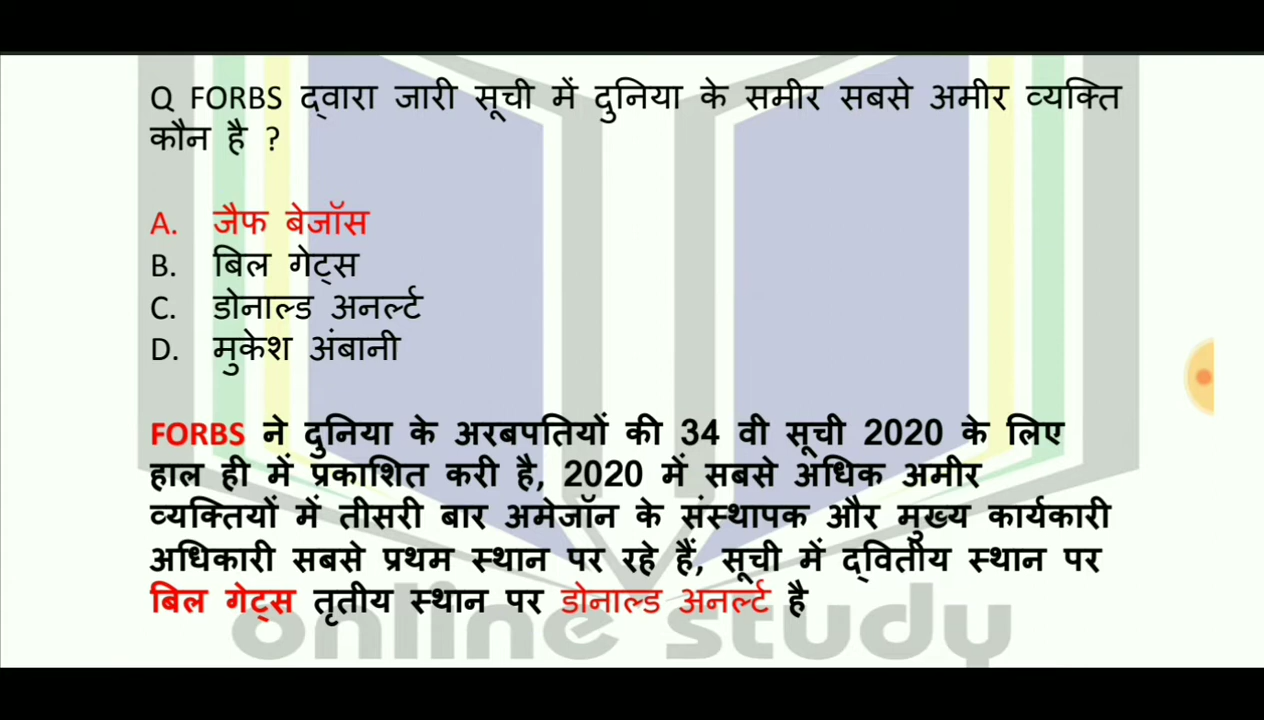 Q FORBS द्वारा जारी सूची में दुनिया के समीर सबसे अमीर व्यक्ति
कौन है ?
A. जैफ बेजॉस
B. बिल गेट्स
C. डोनाल्ड अनर्ल्ट
D. मुकेश अंबानी
FORBS ने दुनिया के अरबपतियों की 34 वी सूची 2020 के लिए
हाल ही में प्रकाशित करी है, 2020 में सबसे अधिक अमीर
व्यक्तियों में तीसरी बार अमेजॉन के संस्थापक और मुख्य कार्यकारी
अधिकारी सबसे प्रथम स्थान पर रहे हैं, सूची में द्वितीय स्थान पर
बिल गेट्स तृतीय स्थान पर डोनाल्ड अनर्ल्ट है
online study